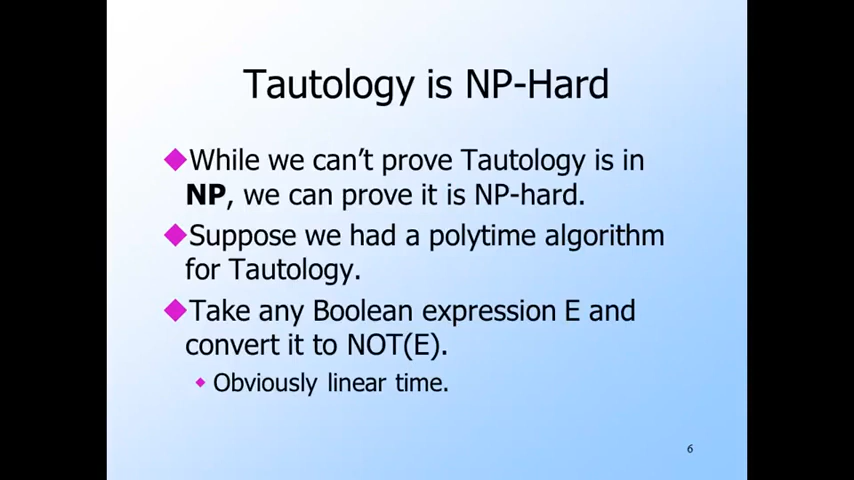 Tautology is NP-Hard
While we can’t prove Tautology is in
NP, we can prove it is NP-hard.
Suppose we had a polytime algorithm
for Tautology.
Take any Boolean expression E and
convert it to NOT(E).
Obviously linear time.
6